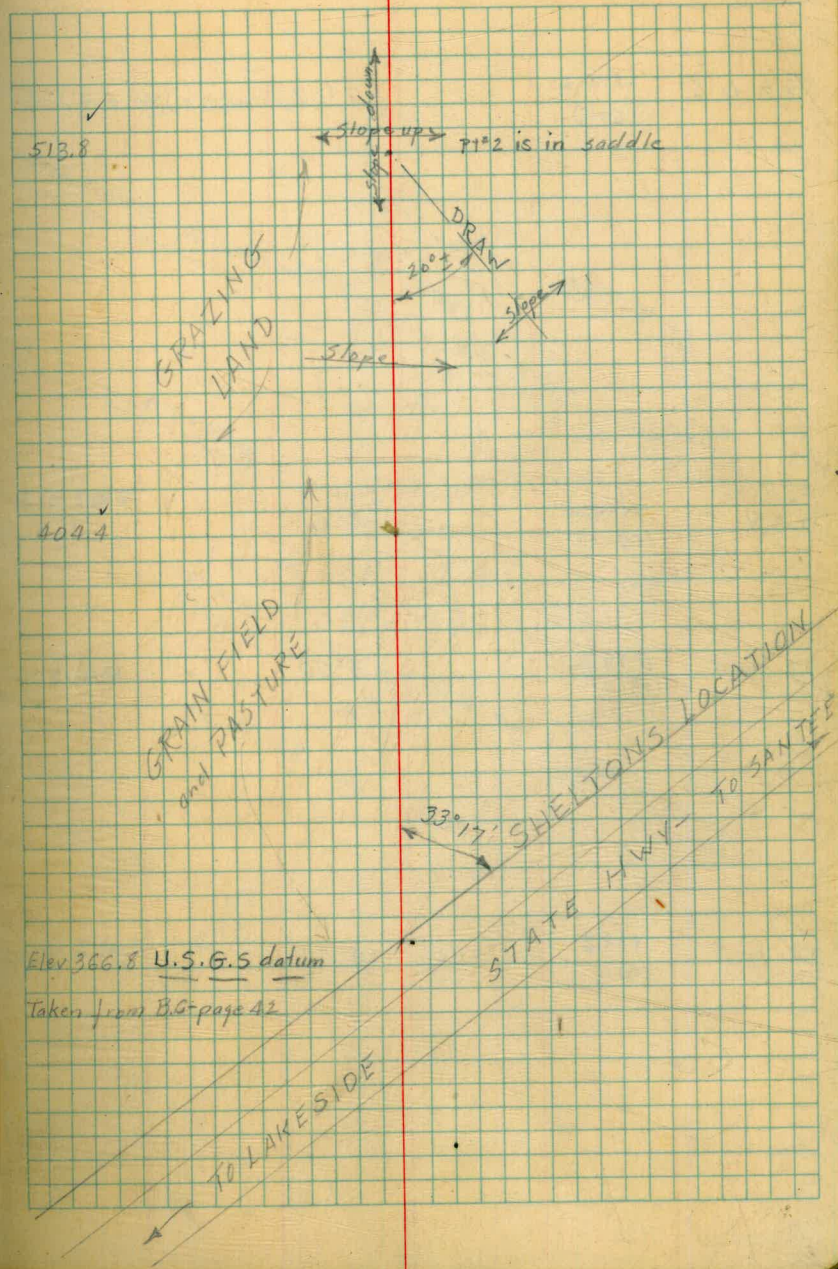 Slope down
513.8
Slope up
Pt#2 is in saddle
DRAW
20°±
Slope
GRAZING
LAND
Slope
404.4
GRAIN FIELD
and PASTURE
SHELTONS LOCATION
33°17'
STATE HWY- TO SANTEE
Elev 366.8 U.S.G.S datum
Taken from B.G-page 42
TO LAKESIDE